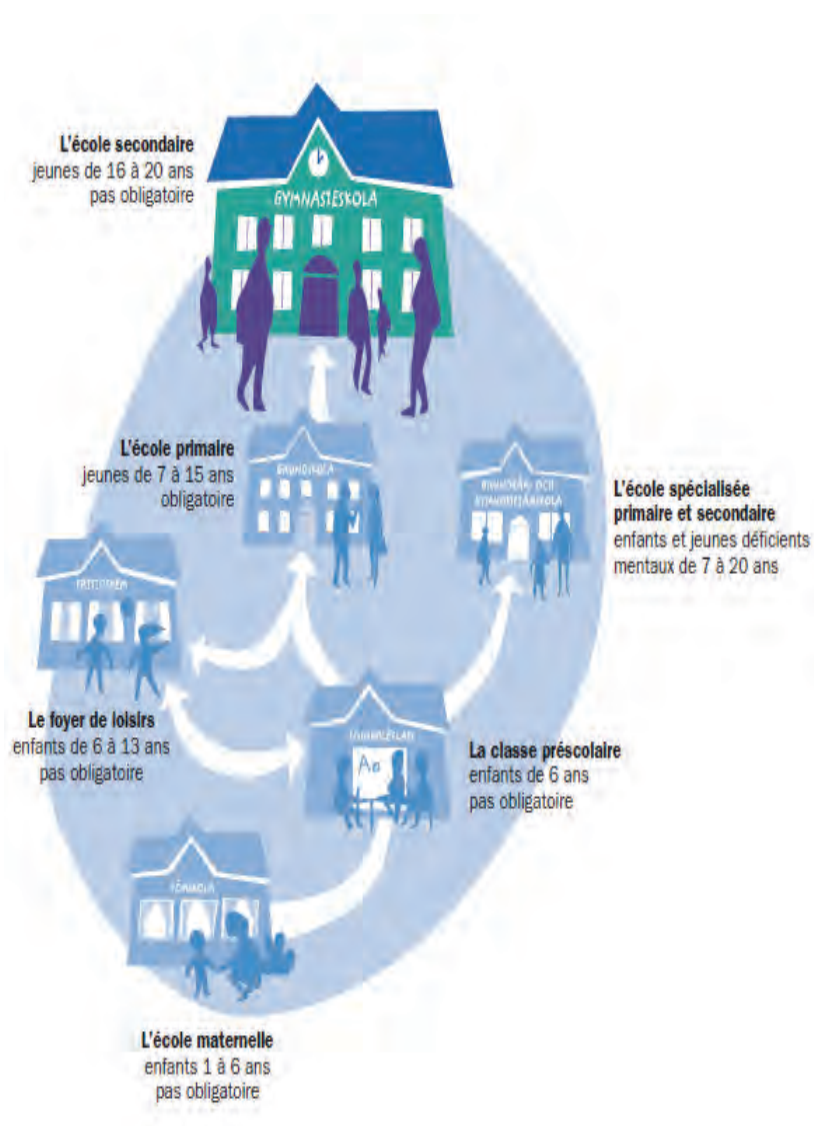 L'école secondaire
jeunes de 16 à 20 ans
pas obligatoire
GYMNASIESKOLA
L'école primaire
jeunes de 7 à 15 ans
obligatoire
GRUNDSKOLA
L'école spécialisée
primaire et secondaire
enfants et jeunes déficients
mentaux de 7 à 20 ans
OCH
Le foyer de loisirs
enfants de 6 à 13 ans
pas obligatoire
La classe préscolaire
enfants de 6 ans
pas obligatoire
L'école maternelle
enfants 1 à 6 ans
pas obligatoire